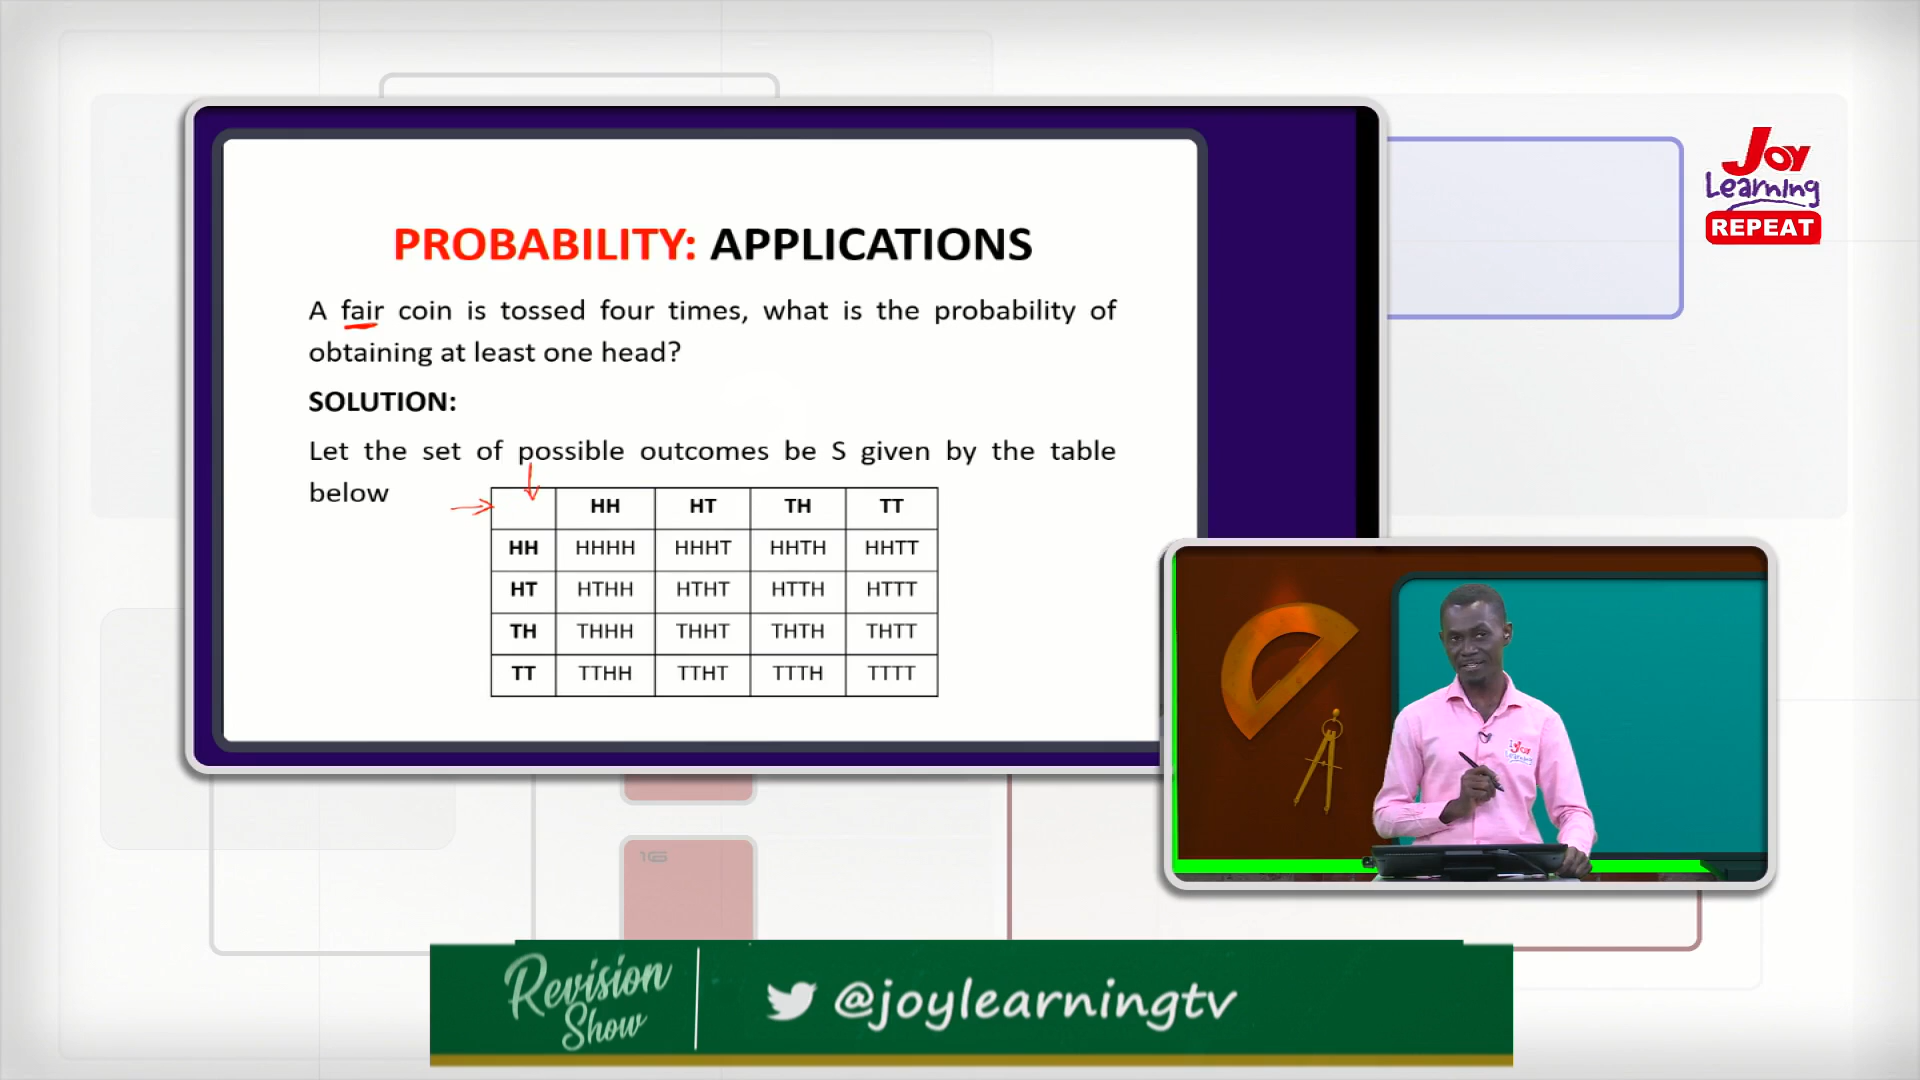 PROBABILITY: APPLICATIONS
A fair coin is tossed four times, what is the probability of
obtaining at least one head?
SOLUTION:
Let the set of possible outcomes be S given by the table
below
HH HT TH TT
HH HHHH HHHT HHTH HHTT
HT HTHH HTHT HTTH HTTT
TH THHH THHT THTH THTT
TT TTHH TTHT TTTH TTTT
Joy
Learning
REPEAT
Joy
Learning
16
Revision
Show
@joylearningtv